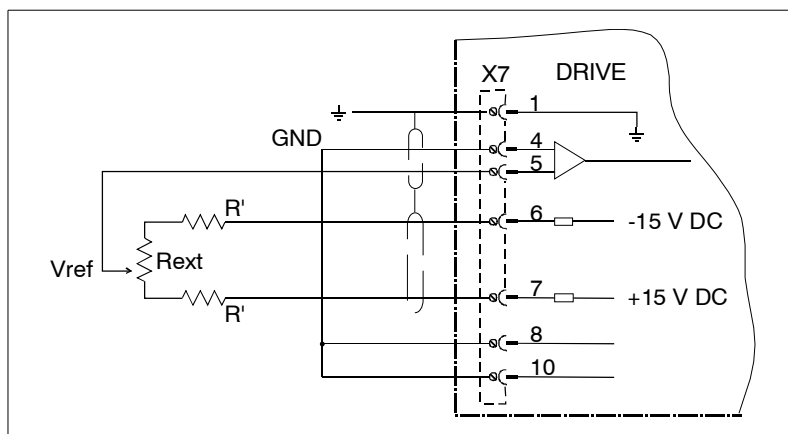 X7 DRIVE
1
GND 4
5
R' 6 -15 V DC
Vref Rext
R' 7 +15 V DC
8
10